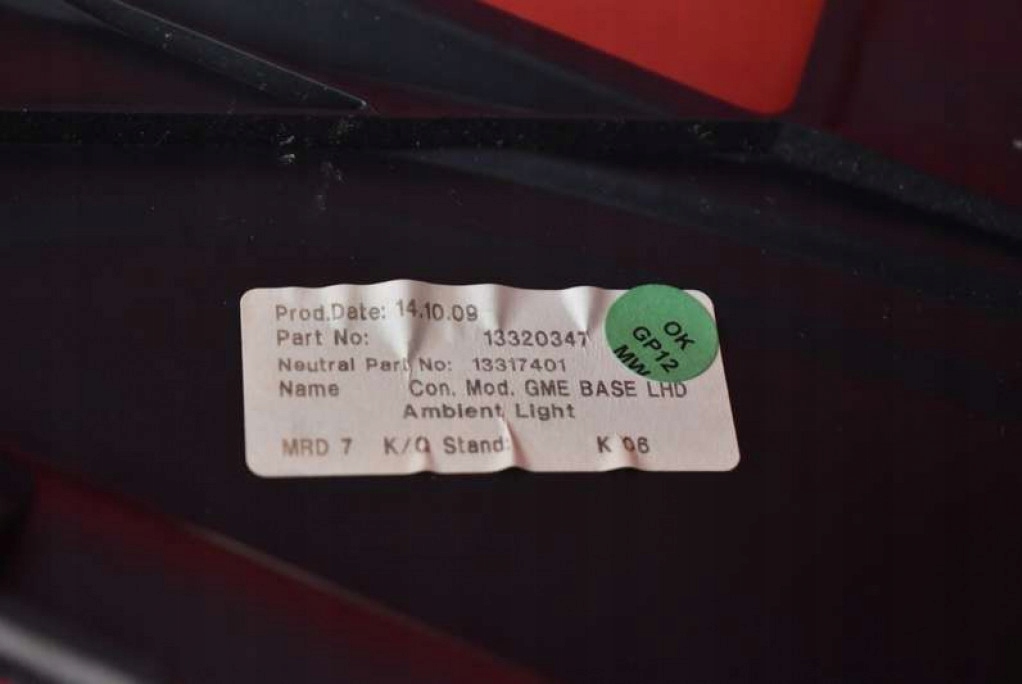 Prod.Date: 14.10.09
Part No: 13320347
Neutral Part No: 13317401
Name Con. Mod. GME BASE LHD
Ambient Light
MRD 7 K/Q Stand: K 06
OK
GP12
MW